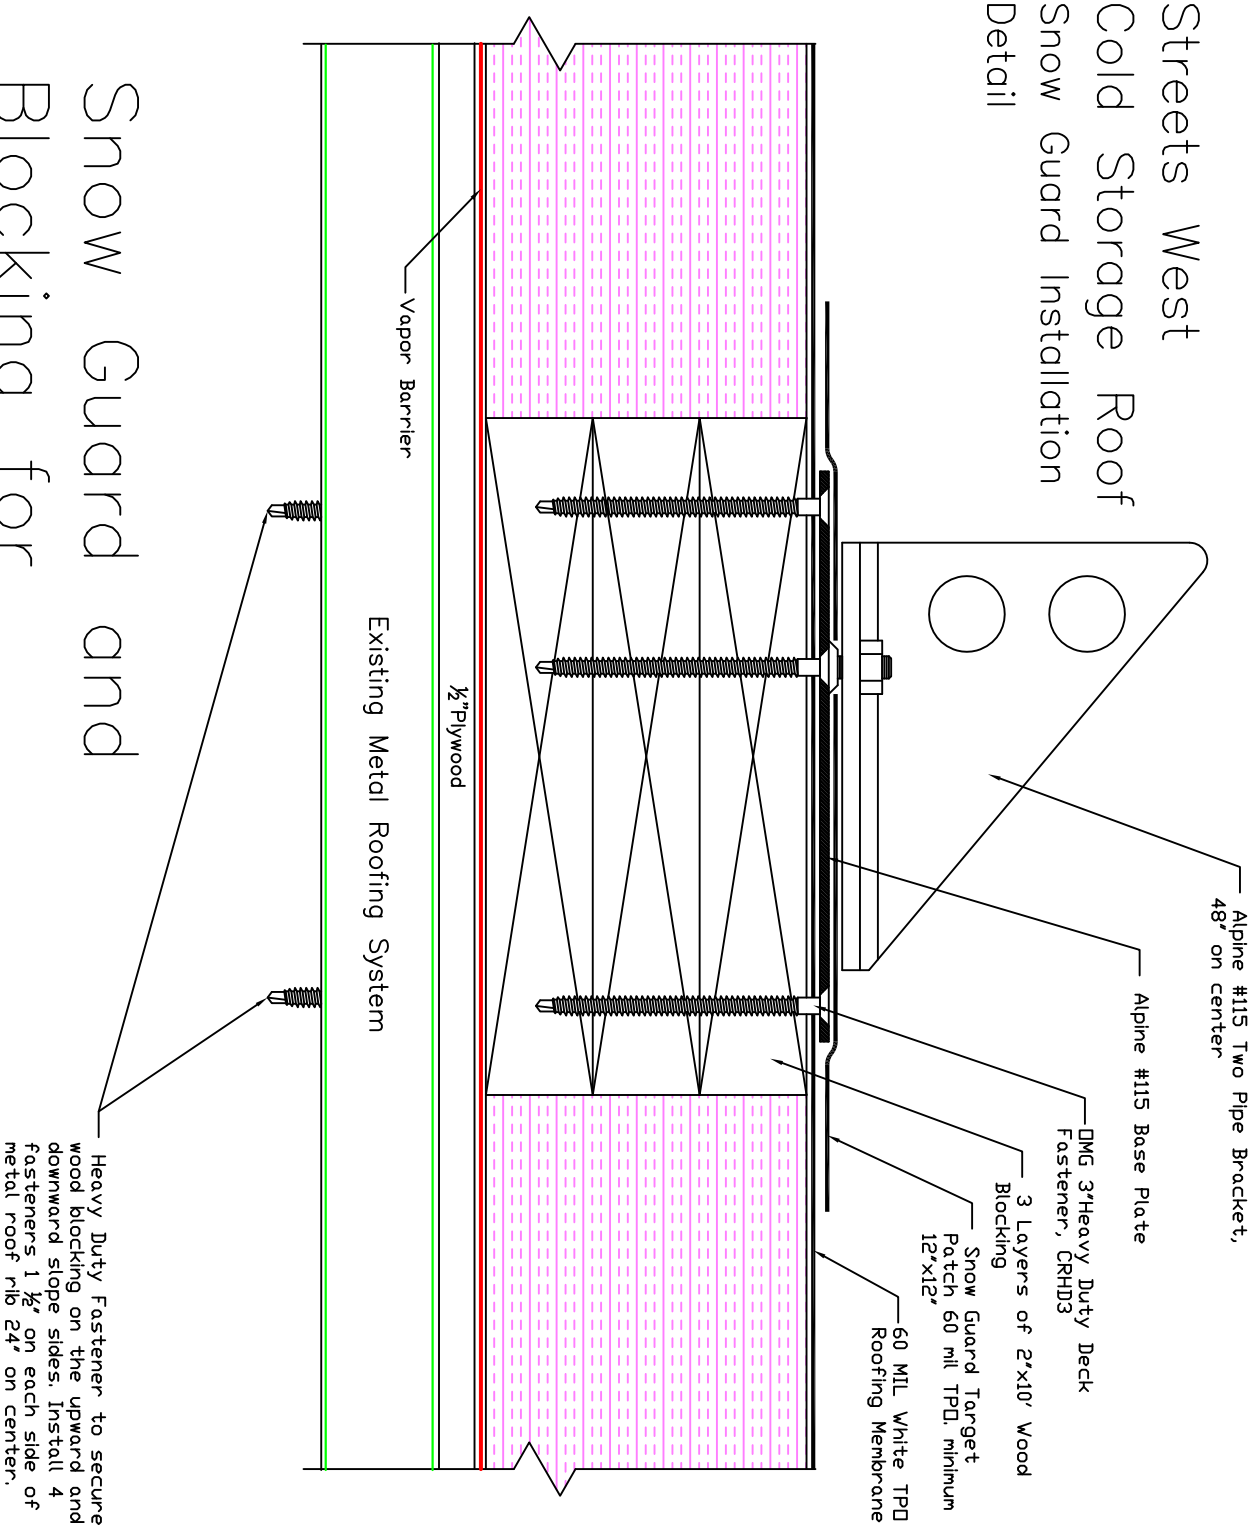 Streets West
Cold Storage Roof
Snow Guard Installation
Detail
Alpine #115 Two Pipe Bracket,
48" on center
Alpine #115 Base Plate
OMG 3"Heavy Duty Deck
Fastener, CRHD3
3 Layers of 2"x10' Wood
Blocking
Snow Guard Target
Patch 60 mil TPO. minimum
12"x12"
60 MIL White TPO
Roofing Membrane
Vapor Barrier
½"Plywood
Existing Metal Roofing System
Heavy Duty Fastener to secure
wood blocking on the upward and
downward slope sides. Install 4
fasteners 1 ½" on each side of
metal roof rib 24" on center.
Snow Guard and
Blocking for